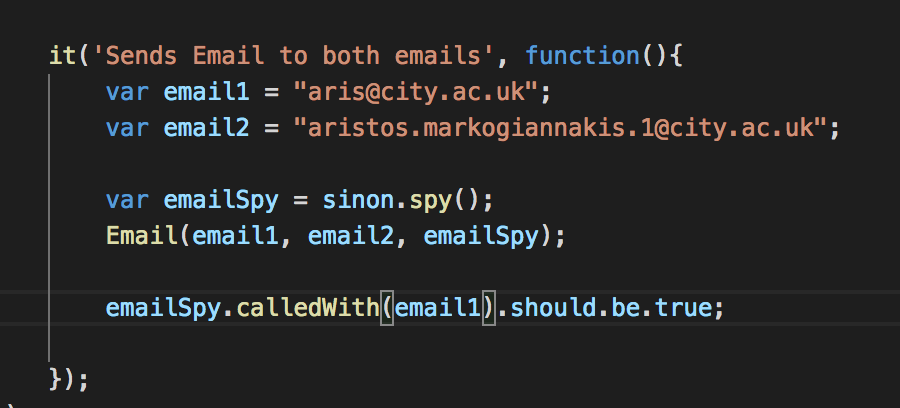 it('Sends Email to both emails', function(){
var email1 = "aris@city.ac.uk";
var email2 = "aristos.markogiannakis.1@city.ac.uk";
var emailSpy = sinon.spy();
Email(email1, email2, emailSpy);
emailSpy.calledWith(email1).should.be.true;
});